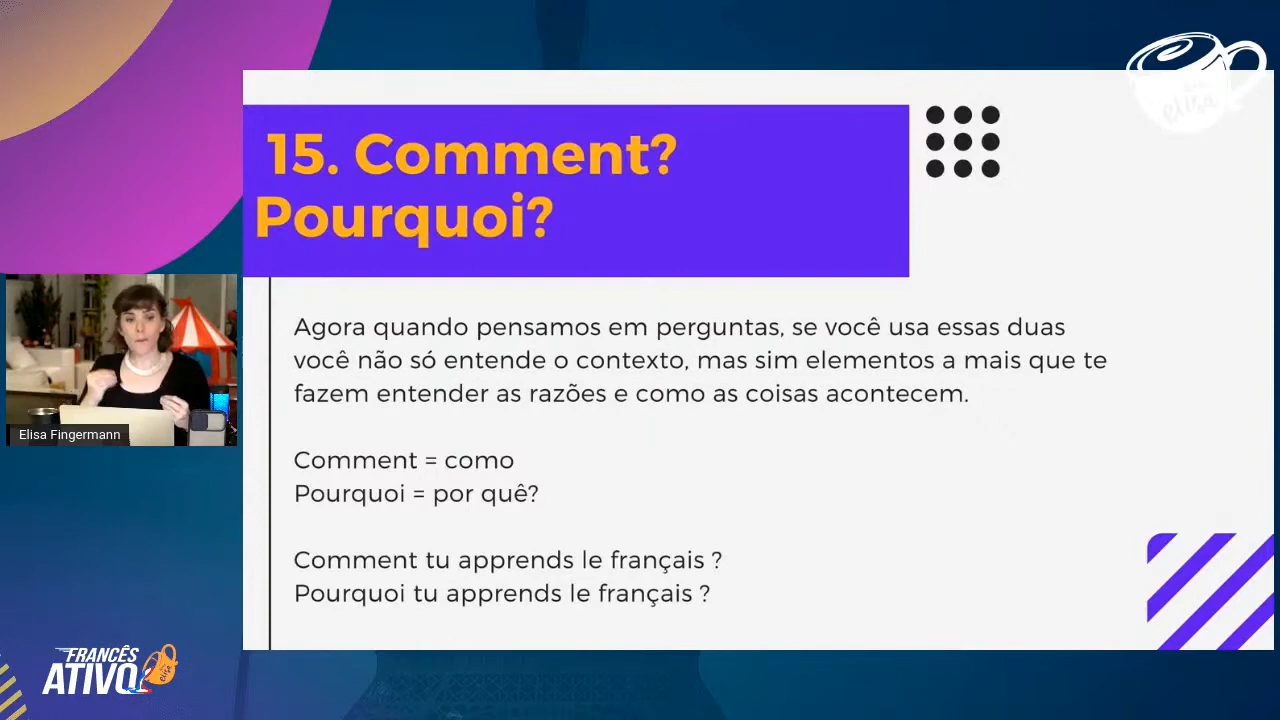 15. Comment?
Pourquoi?
Agora quando pensamos em perguntas, se você usa essas duas
você não só entende o contexto, mas sim elementos a mais que te
fazem entender as razões e como as coisas acontecem.
Comment = como
Pourquoi = por quê?
Comment tu apprends le français ?
Pourquoi tu apprends le français ?
Elisa Fingermann
FRANCÊS
ATIVO
elisa